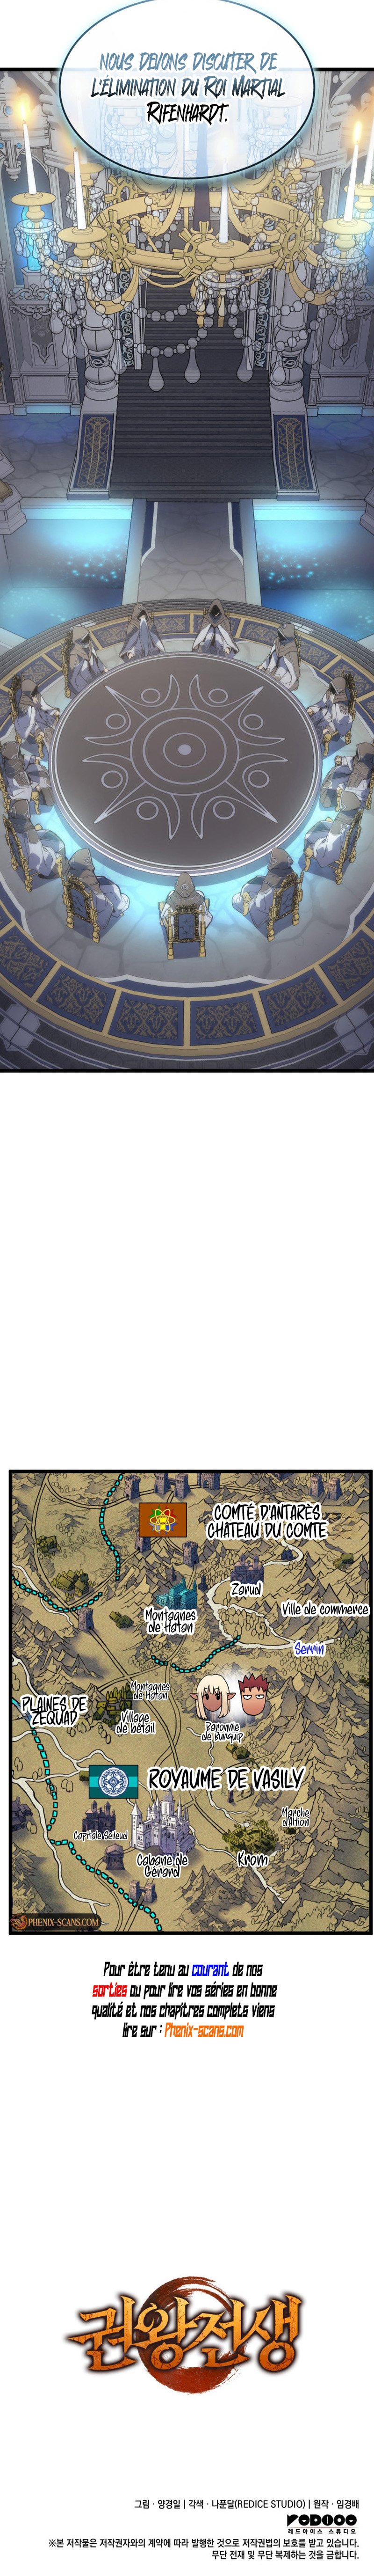 NOUS DEVONS DISCUTER DE
L'ÉLIMINATION DU ROI MARTIAL
RIFENHARDT.
COMTÉ D'ANTARÈS
CHATEAU DU COMTE
Zarud
Montagnes
de Hatan
Ville de commerce
Servin
Montagnes
de Hatan
PLAINES DE
ZEQUAD
Village
de bétail
Baronnie
de Bunguip
ROYAUME DE VASILY
Marche
d'Altion
Capitale Seileud
Cabane de
Gérard
Krom
PHENIX-SCANS.COM
Pour être tenu au courant de nos
sorties ou pour lire vos séries en bonne
qualité et nos chapitres complets viens
lire sur : Phenix-scans.com
권왕전생
그림 · 양경일 | 각색 · 나푼달(REDICE STUDIO) | 원작 · 임경배
REDICE
레드아이스 스튜디오
※본 저작물은 저작권자와의 계약에 따라 발행한 것으로 저작권법의 보호를 받고 있습니다.
무단 전재 및 무단 복제하는 것을 금합니다.